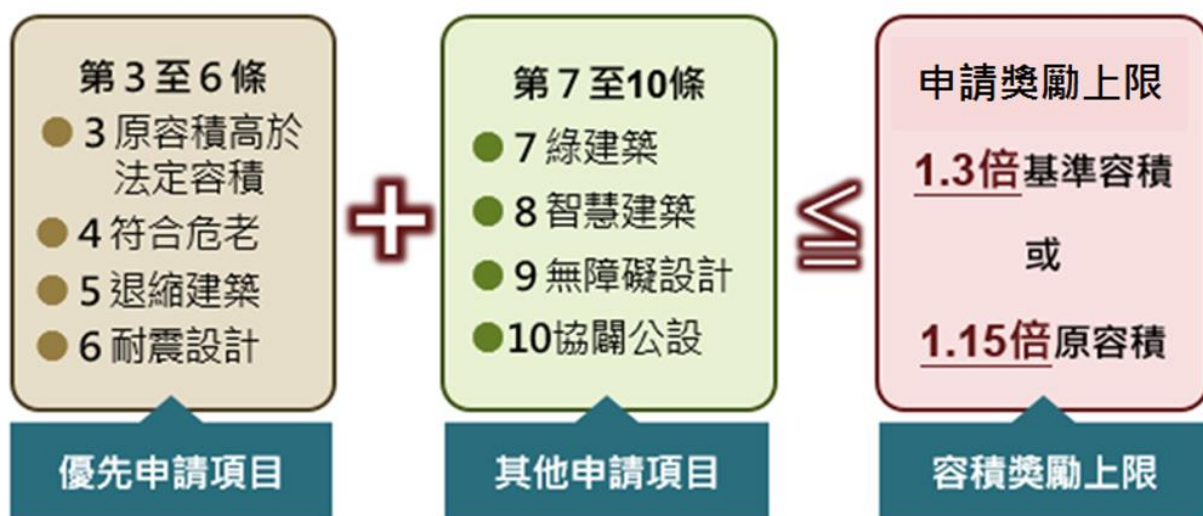 第3至6條
3 原容積高於
法定容積
4 符合危老
5 退縮建築
6 耐震設計
優先申請項目
+
第7至10條
7 綠建築
8 智慧建築
9 無障礙設計
10協闢公設
其他申請項目
≦
申請獎勵上限
1.3倍基準容積
或
1.15倍原容積
容積獎勵上限